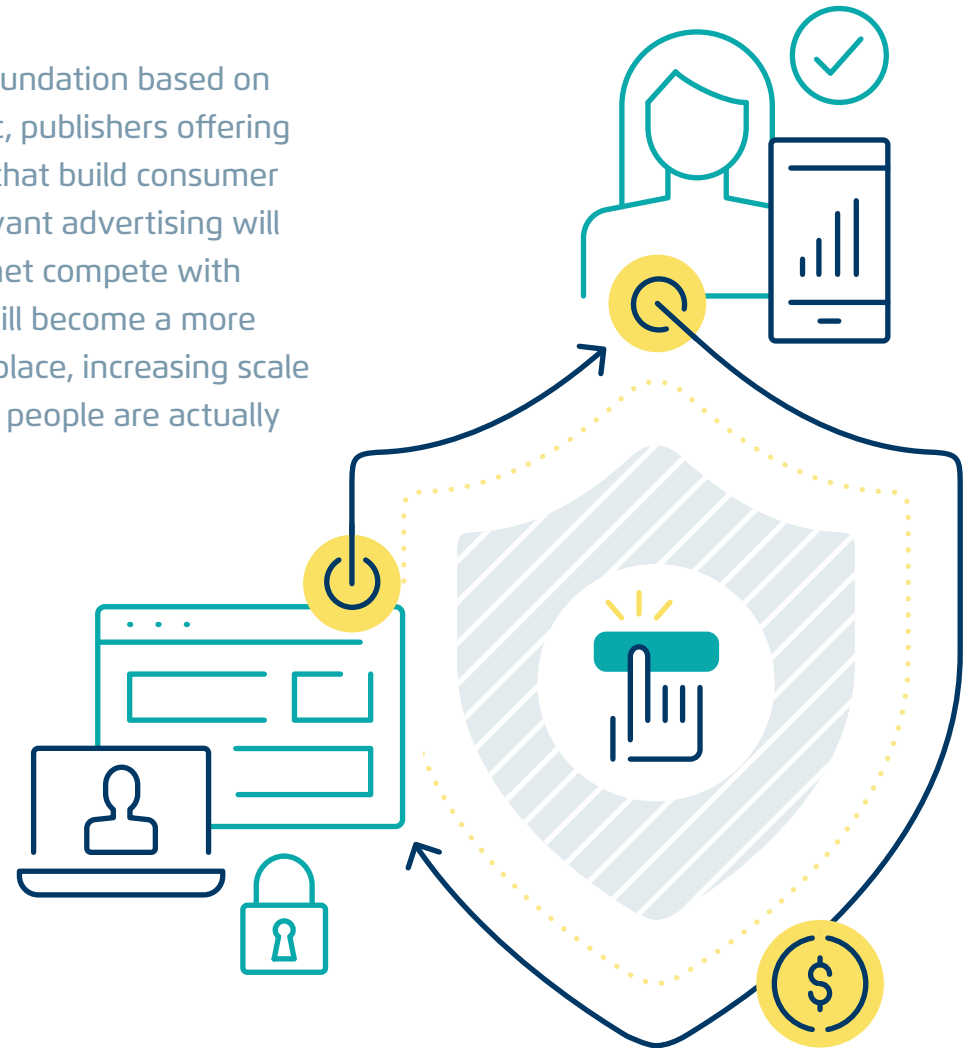 undation based on
, publishers offering
that build consumer
vant advertising will
net compete with
ill become a more
place, increasing scale
people are actually
$